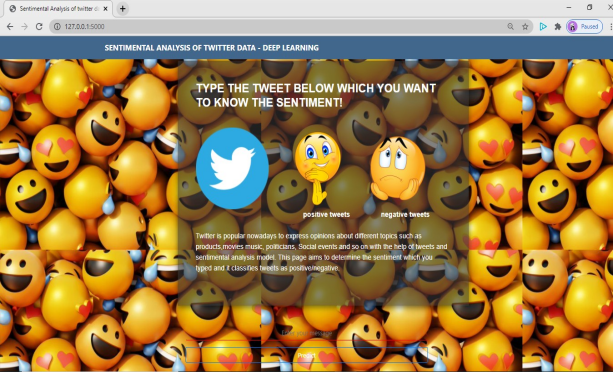 Sentimental Analysis of twitter d
127.0.0.1:5000
Paused
SENTIMENTAL ANALYSIS OF TWITTER DATA - DEEP LEARNING
TYPE THE TWEET BELOW WHICH YOU WANT
TO KNOW THE SENTIMENT!
positive tweets
negative tweets
Twitter is popular nowadays to express opinions about different topics such as
products,movies music, politicians, Social events and so on with the help of tweets and
sentimental analysis model. This page aims to determine the sentiment which you
typed and it classifies tweets as positive/negative.
Predict